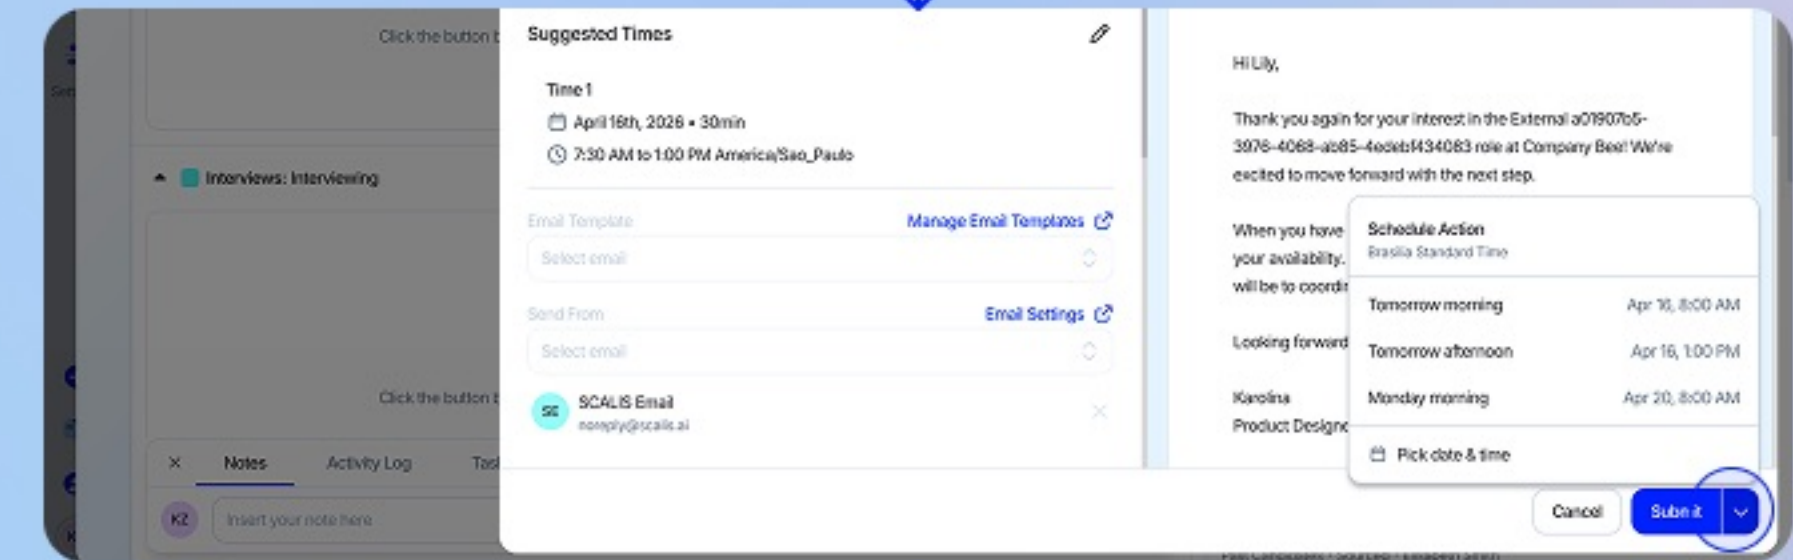 Click the button b
Interviews: Interviewing
Click the button b
Notes
Activity Log
Tas
KZ
Insert your note here
Suggested Times
Time 1
April 16th, 2026 • 30min
7:30 AM to 1:00 PM America/Sao_Paulo
Email Template
Manage Email Templates
Select email
Send From
Email Settings
Select email
SE
SCALIS Email
noreply@scalis.ai
Hi Lily,
Thank you again for your interest in the External a01907b5-
3976-4068-ab85-4edebf434083 role at Company Bee! We're
excited to move forward with the next step.
When you have
your availability.
will be to coordin
Looking forward
Karolina
Product Designe
Schedule Action
Brasilia Standard Time
Tomorrow morning
Apr 16, 8:00 AM
Tomorrow afternoon
Apr 16, 1:00 PM
Monday morning
Apr 20, 8:00 AM
Pick date & time
Cancel
Submit